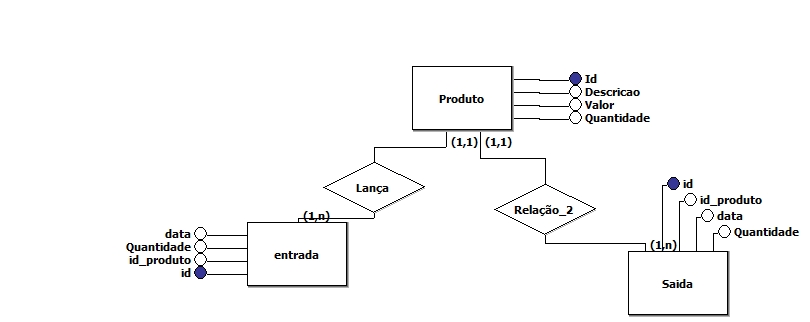 Produto
Id
Descricao
Valor
Quantidade
(1,1)
(1,1)
Lança
(1,n)
data
Quantidade
id_produto
id
entrada
Relação_2
id
id_produto
data
Quantidade
(1,n)
Saida